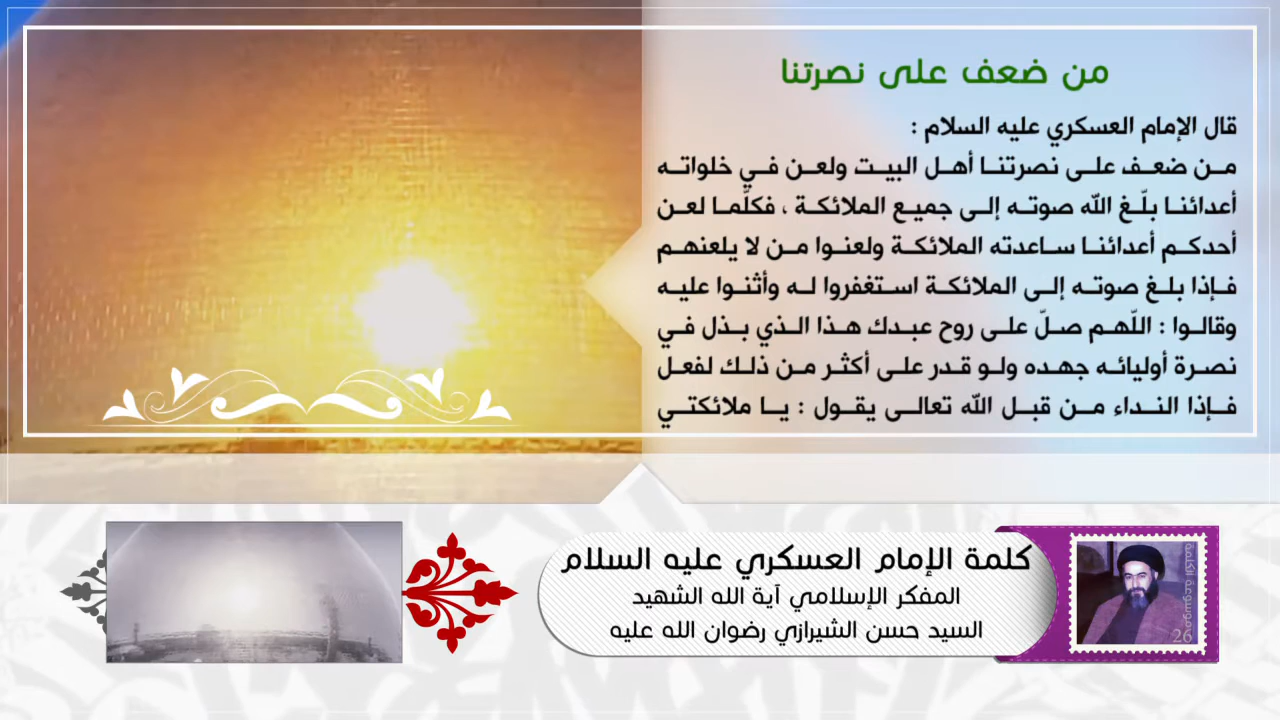 من ضعف على نصرتنا
قال الإمام العسكري عليه السلام :
من ضعف على نصرتنا أهل البيت ولعن في خلواته
أعدائنا بلّغ الله صوته إلى جميع الملائكة ، فكلّما لعن
أحدكم أعدائنا ساعدته الملائكة ولعنوا من لا يلعنهم
فإذا بلغ صوته إلى الملائكة استغفروا له وأثنوا عليه
وقالوا : اللّهم صلّ على روح عبدك هذا الذي بذل في
نصرة أوليائه جهده ولو قدر على أكثر من ذلك لفعل
فإذا النداء من قبل الله تعالى يقول : يا ملائكتي
كلمة الإمام العسكري عليه السلام
المفكر الإسلامي آية الله الشهيد
السيد حسن الشيرازي رضوان الله عليه
موسوعة الكلمة
26